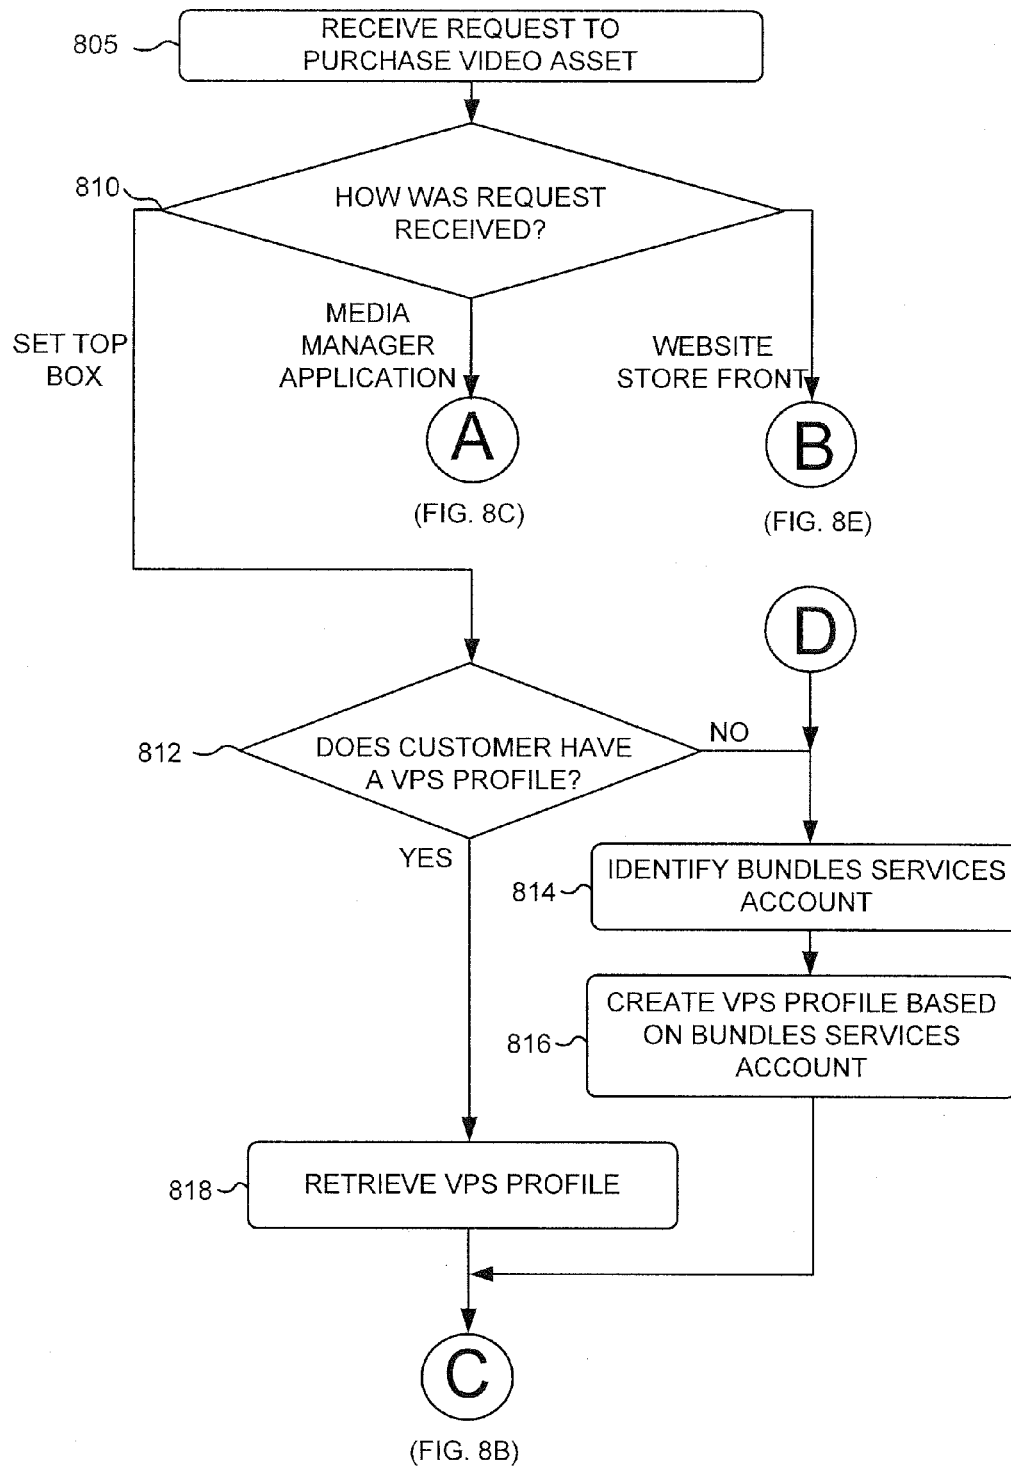 RECEIVE REQUEST TO
PURCHASE VIDEO ASSET
805
810
HOW WAS REQUEST
RECEIVED?
SET TOP
BOX
MEDIA
MANAGER
APPLICATION
WEBSITE
STORE FRONT
A
(FIG. 8C)
B
(FIG. 8E)
D
812
DOES CUSTOMER HAVE
A VPS PROFILE?
NO
YES
814
IDENTIFY BUNDLES SERVICES
ACCOUNT
816
CREATE VPS PROFILE BASED
ON BUNDLES SERVICES
ACCOUNT
818
RETRIEVE VPS PROFILE
C
(FIG. 8B)